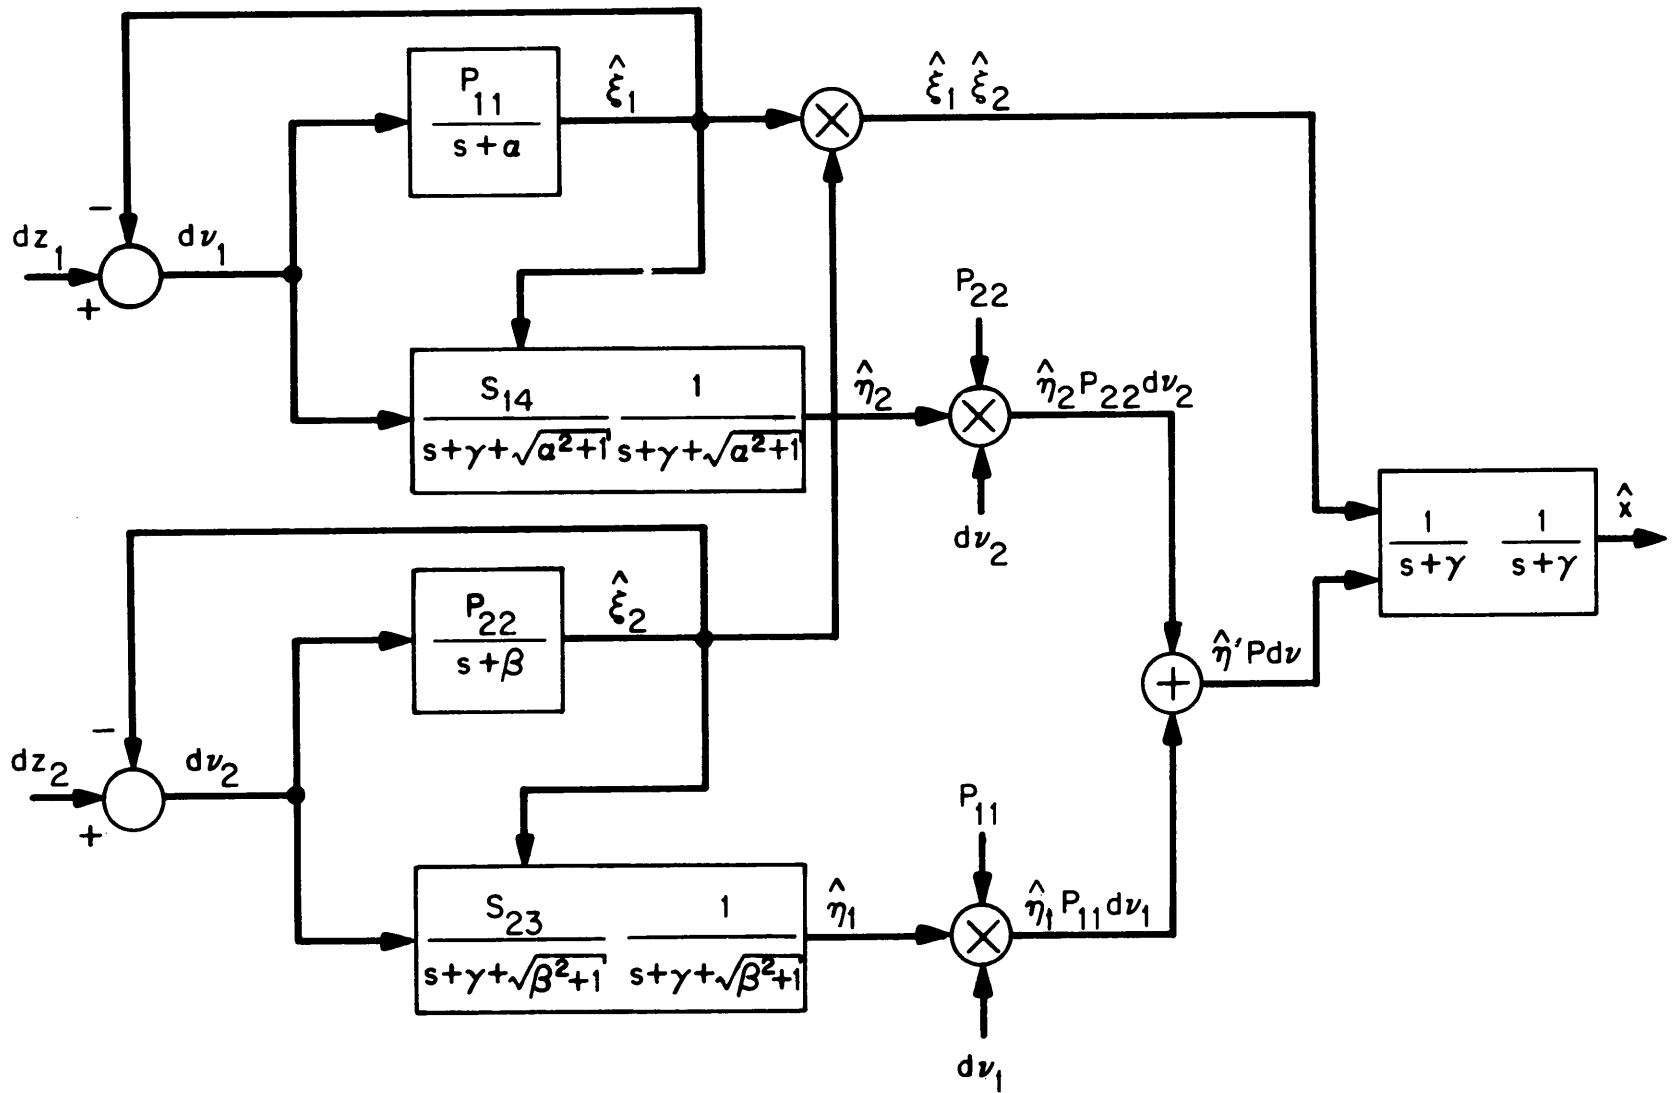 P₁₁
s + α
ξ̂₁
ξ̂₁ ξ̂₂
−
dz₁
+
dν₁
S₁₄ 1
s+γ+√α²+1 s+γ+√α²+1
η̂₂
P₂₂
η̂₂P₂₂dν₂
dν₂
1 1
s+γ s+γ
x̂
P₂₂
s+β
ξ̂₂
−
dz₂
+
dν₂
η̂′Pdν
S₂₃ 1
s+γ+√β²+1 s+γ+√β²+1
η̂₁
P₁₁
η̂₁P₁₁dν₁
dν₁